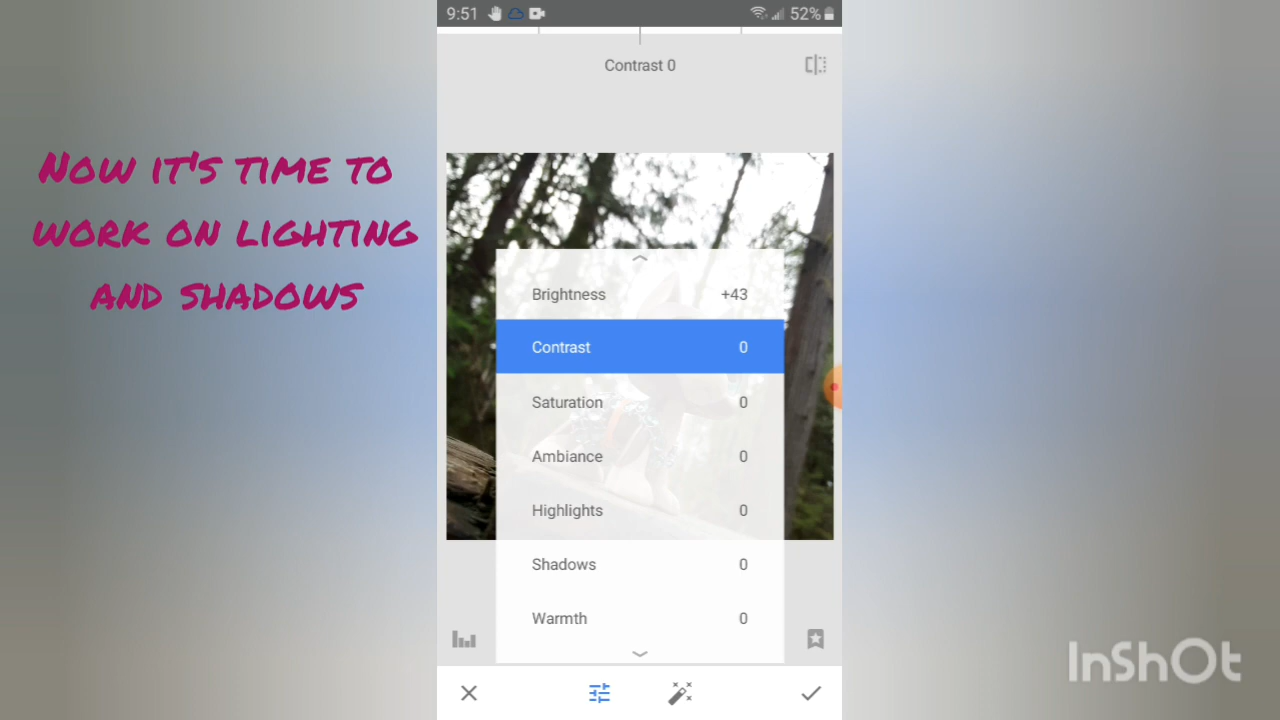 Now it's time to
work on lighting
and shadows
9:51
52%
Contrast 0
Brightness +43
Contrast 0
Saturation 0
Ambiance 0
Highlights 0
Shadows 0
Warmth 0
InShOt